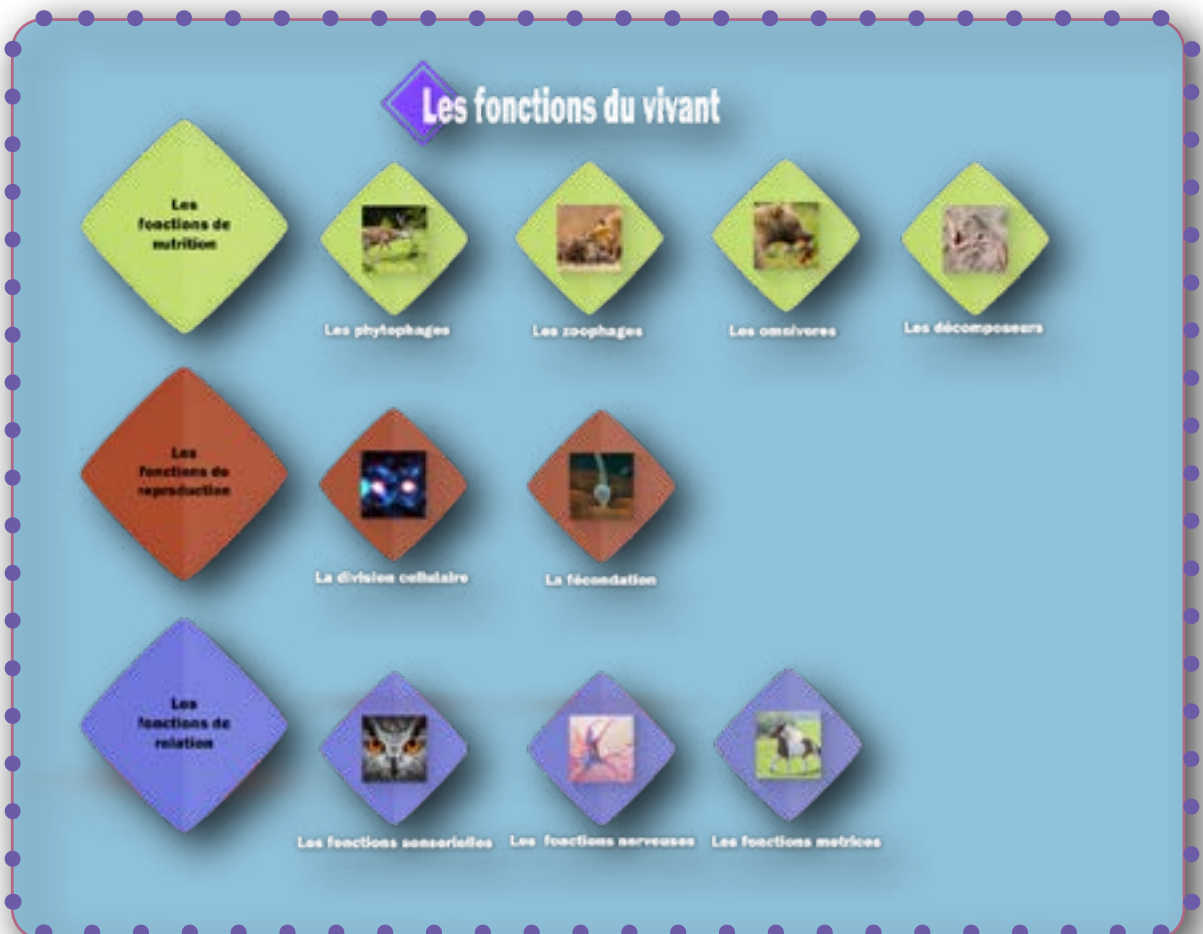 Les fonctions du vivant
Les
fonctions de
nutrition
Les phytophages
Les zoophages
Les omnivores
Les décomposeurs
Les
fonctions de
reproduction
La division cellulaire
La fécondation
Les
fonctions de
relation
Les fonctions sensorielles
Les fonctions nerveuses
Les fonctions motrices